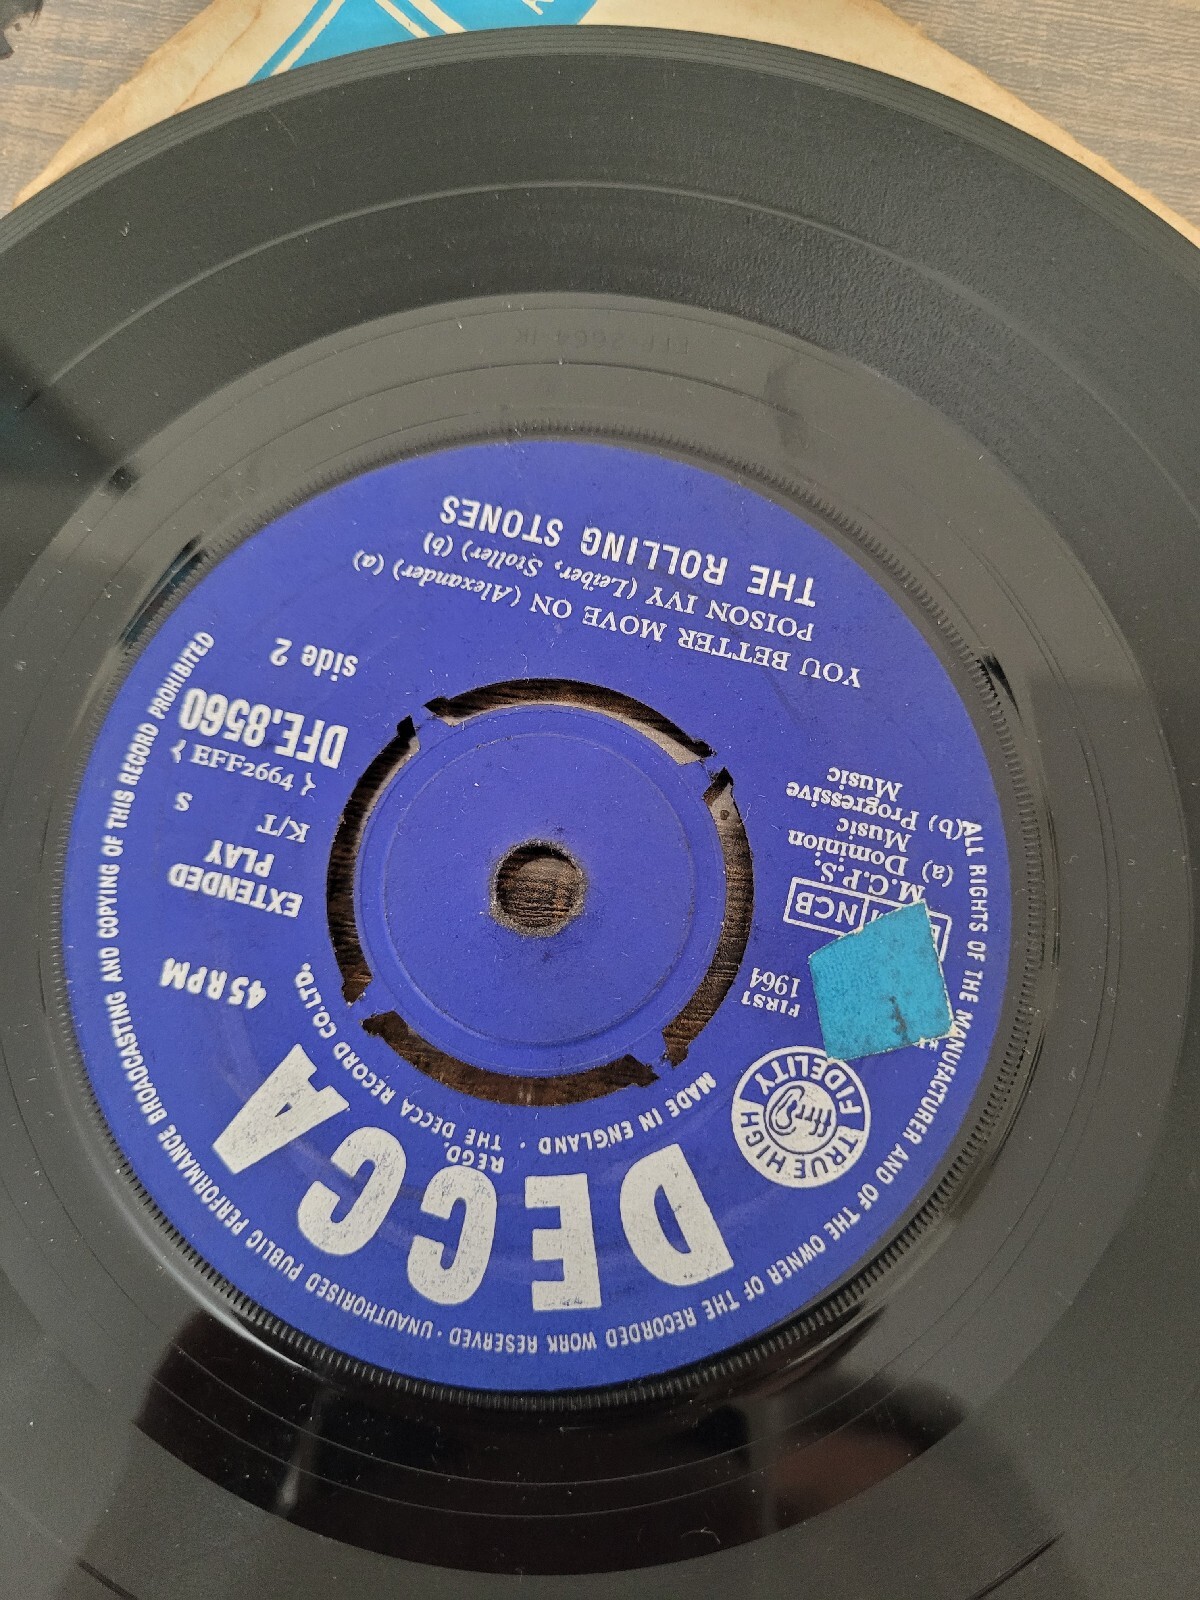 ALL RIGHTS OF THE MANUFACTURER AND OF THE OWNER OF THE RECORDED WORK RESERVED · UNAUTHORISED PUBLIC PERFORMANCE BROADCASTING AND COPYING OF THIS RECORD PROHIBITED
DECCA
REGD.
MADE IN ENGLAND · THE DECCA RECORD CO. LTD.
TRUE HIGH FIDELITY
45 RPM
FIRST
1964
EXTENDED
PLAY
NCB
M.C.P.S.
(a) Dominion
Music
(b) Progressive
Music
K/T
S
EFF2664
DFE.8560
side 2
YOU BETTER MOVE ON (Alexander) (a)
POISON IVY (Leiber, Stoller) (b)
THE ROLLING STONES